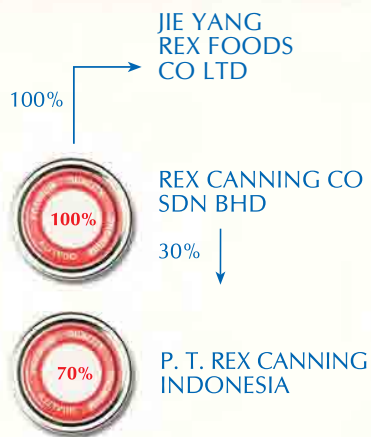 JIE YANG
REX FOODS
CO LTD
100%
REX CANNING CO
SDN BHD
100%
30%
P. T. REX CANNING
INDONESIA
70%